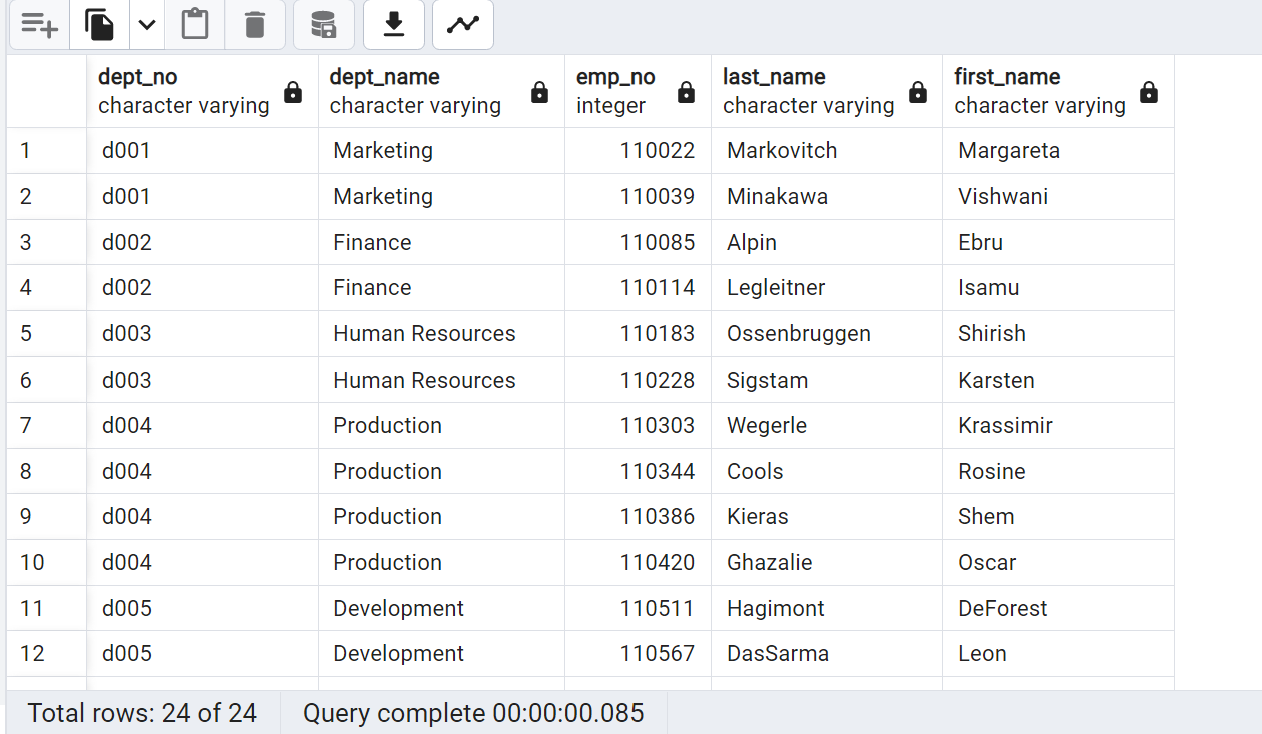 dept_no dept_name emp_no last_name first_name
character varying character varying integer character varying character varying
1 d001 Marketing 110022 Markovitch Margareta
2 d001 Marketing 110039 Minakawa Vishwani
3 d002 Finance 110085 Alpin Ebru
4 d002 Finance 110114 Legleitner Isamu
5 d003 Human Resources 110183 Ossenbruggen Shirish
6 d003 Human Resources 110228 Sigstam Karsten
7 d004 Production 110303 Wegerle Krassimir
8 d004 Production 110344 Cools Rosine
9 d004 Production 110386 Kieras Shem
10 d004 Production 110420 Ghazalie Oscar
11 d005 Development 110511 Hagimont DeForest
12 d005 Development 110567 DasSarma Leon
Total rows: 24 of 24 Query complete 00:00:00.085